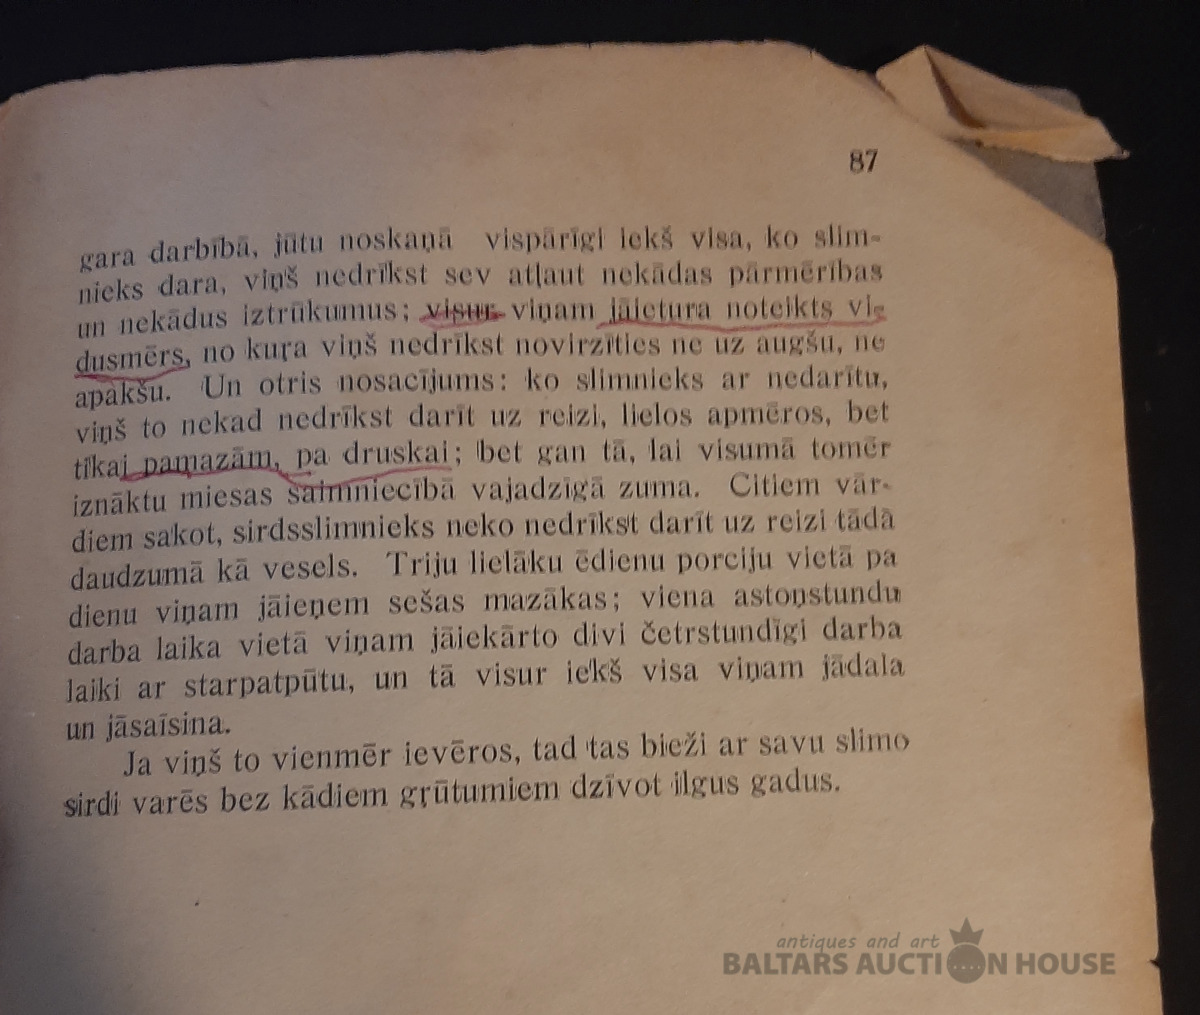 87
gara darbībā, jūtu noskaņā vispārīgi iekš visa, ko slim-
nieks dara, viņš nedrīkst sev atļaut nekādas pārmērības
un nekādus iztrūkumus; visur viņam jāietura noteikts vi-
dusmērs, no kuŗa viņš nedrīkst novirzīties ne uz augšu, ne
apakšu. Un otris nosacījums: ko slimnieks ar nedarītu,
viņš to nekad nedrīkst darīt uz reizi, lielos apmēros, bet
tikai pamazām, pa druskai; bet gan tā, lai visumā tomēr
iznāktu miesas saimniecībā vajadzīgā zuma. Citiem vār-
diem sakot, sirdsslimnieks neko nedrīkst darīt uz reizi tādā
daudzumā kā vesels. Triju lielāku ēdienu porciju vietā pa
dienu viņam jāieņem sešas mazākas; viena astoņstundu
darba laika vietā viņam jāiekārto divi četrstundīgi darba
laiki ar starpatpūtu, un tā visur iekš visa viņam jādala
un jāsaīsina.
Ja viņš to vienmēr ievēros, tad tas bieži ar savu slimo
sirdi varēs bez kādiem gŗūtumiem dzīvot ilgus gadus.
antiques and art
BALTARS AUCTION HOUSE